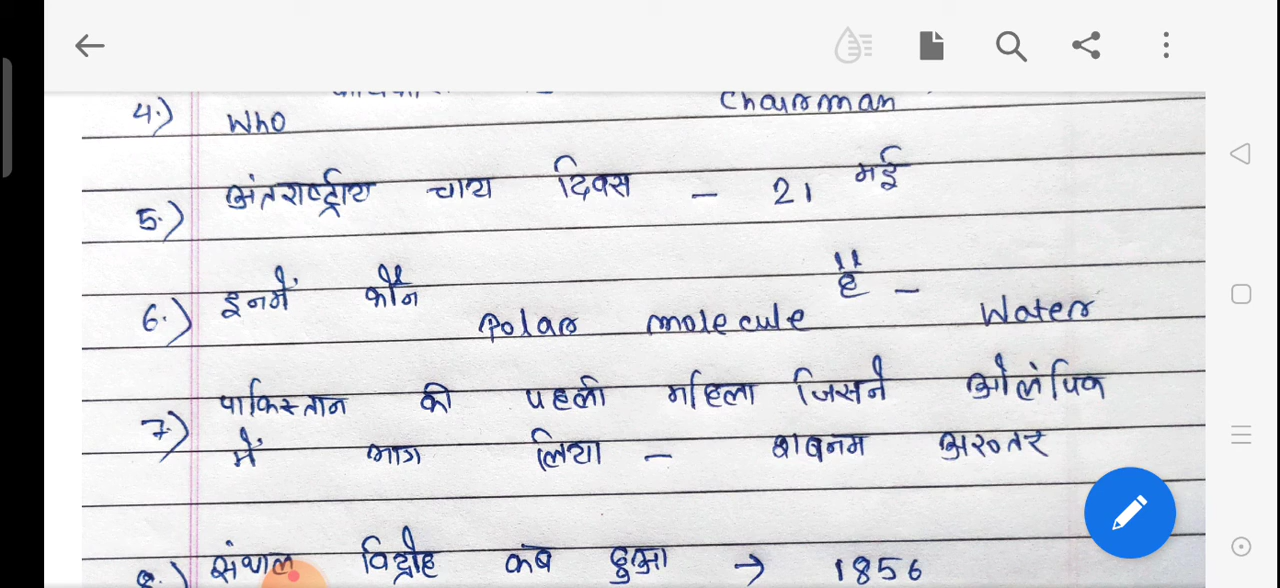 Chairman
4.) Who
5.) अंतराष्ट्रीय चाय दिवस - 21 मई
6.) इनमें कौन Polar molecule हैं - Water
7.) पाकिस्तान की पहली महिला जिसने ओलंपिक
में भाग लिया - शबनम अख्तर
8.) संथाल विद्रोह कब हुआ → 1856